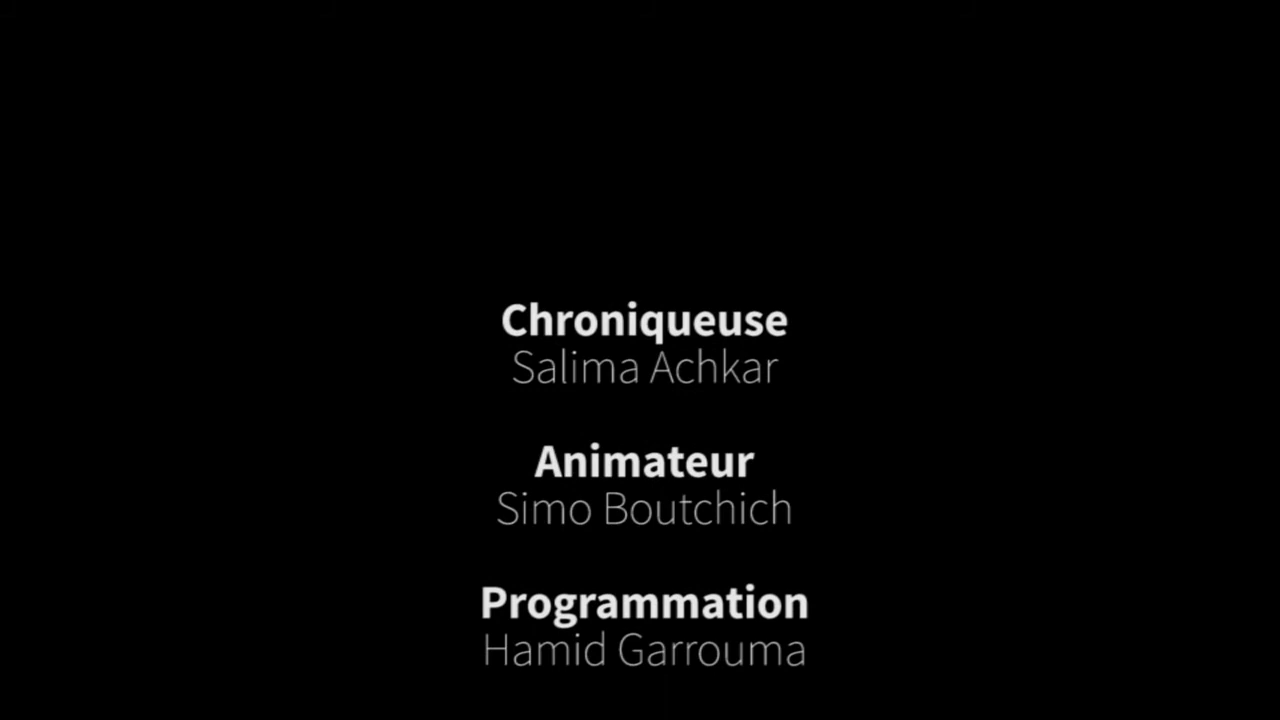 Chroniqueuse
Salima Achkar
Animateur
Simo Boutchich
Programmation
Hamid Garrouma